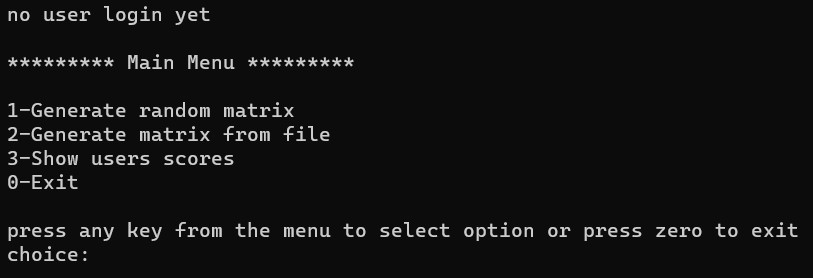 no user login yet
********* Main Menu *********
1-Generate random matrix
2-Generate matrix from file
3-Show users scores
0-Exit
press any key from the menu to select option or press zero to exit
choice: